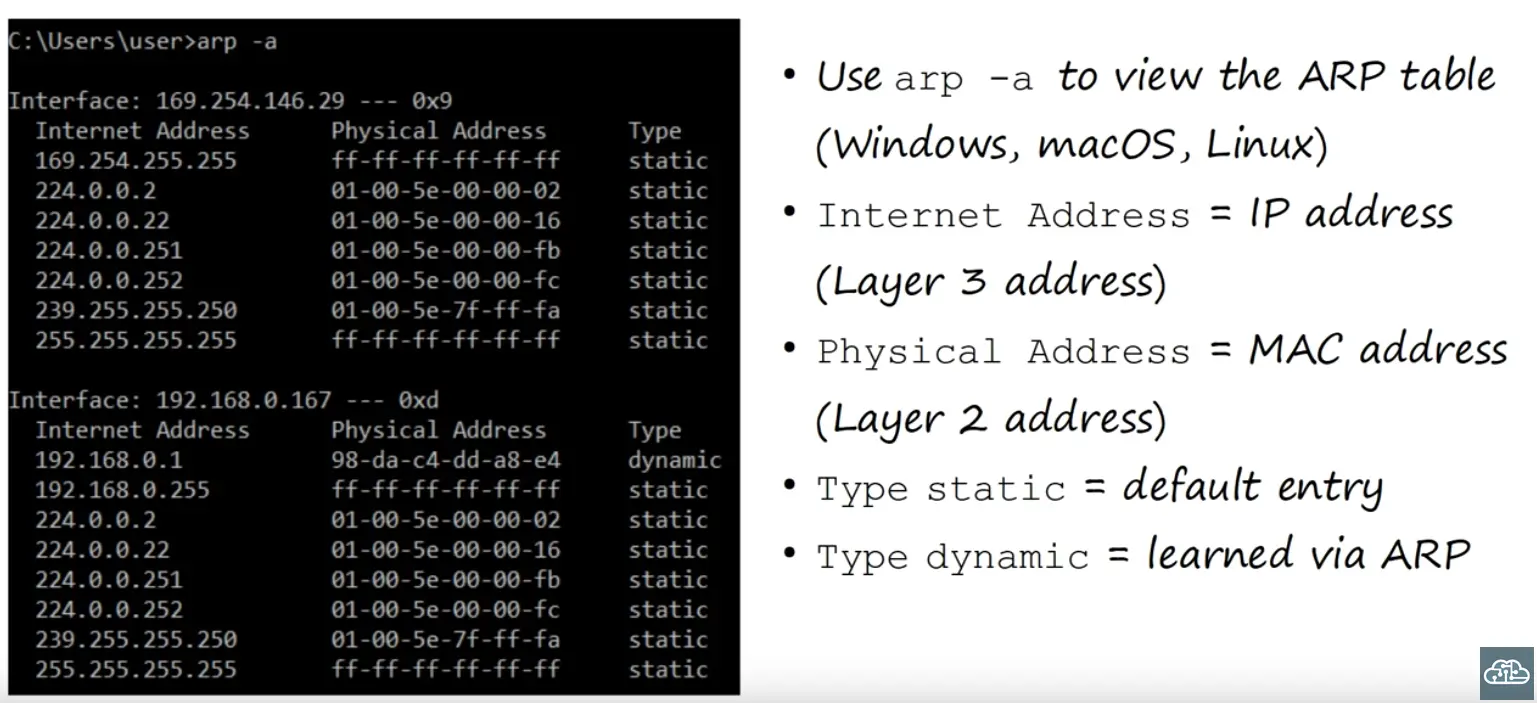 C:\Users\user>arp -a
Interface: 169.254.146.29 --- 0x9
Internet Address Physical Address Type
169.254.255.255 ff-ff-ff-ff-ff-ff static
224.0.0.2 01-00-5e-00-00-02 static
224.0.0.22 01-00-5e-00-00-16 static
224.0.0.251 01-00-5e-00-00-fb static
224.0.0.252 01-00-5e-00-00-fc static
239.255.255.250 01-00-5e-7f-ff-fa static
255.255.255.255 ff-ff-ff-ff-ff-ff static
Interface: 192.168.0.167 --- 0xd
Internet Address Physical Address Type
192.168.0.1 98-da-c4-dd-a8-e4 dynamic
192.168.0.255 ff-ff-ff-ff-ff-ff static
224.0.0.2 01-00-5e-00-00-02 static
224.0.0.22 01-00-5e-00-00-16 static
224.0.0.251 01-00-5e-00-00-fb static
224.0.0.252 01-00-5e-00-00-fc static
239.255.255.250 01-00-5e-7f-ff-fa static
255.255.255.255 ff-ff-ff-ff-ff-ff static
• Use arp -a to view the ARP table
(Windows, macOS, Linux)
• Internet Address = IP address
(Layer 3 address)
• Physical Address = MAC address
(Layer 2 address)
• Type static = default entry
• Type dynamic = learned via ARP